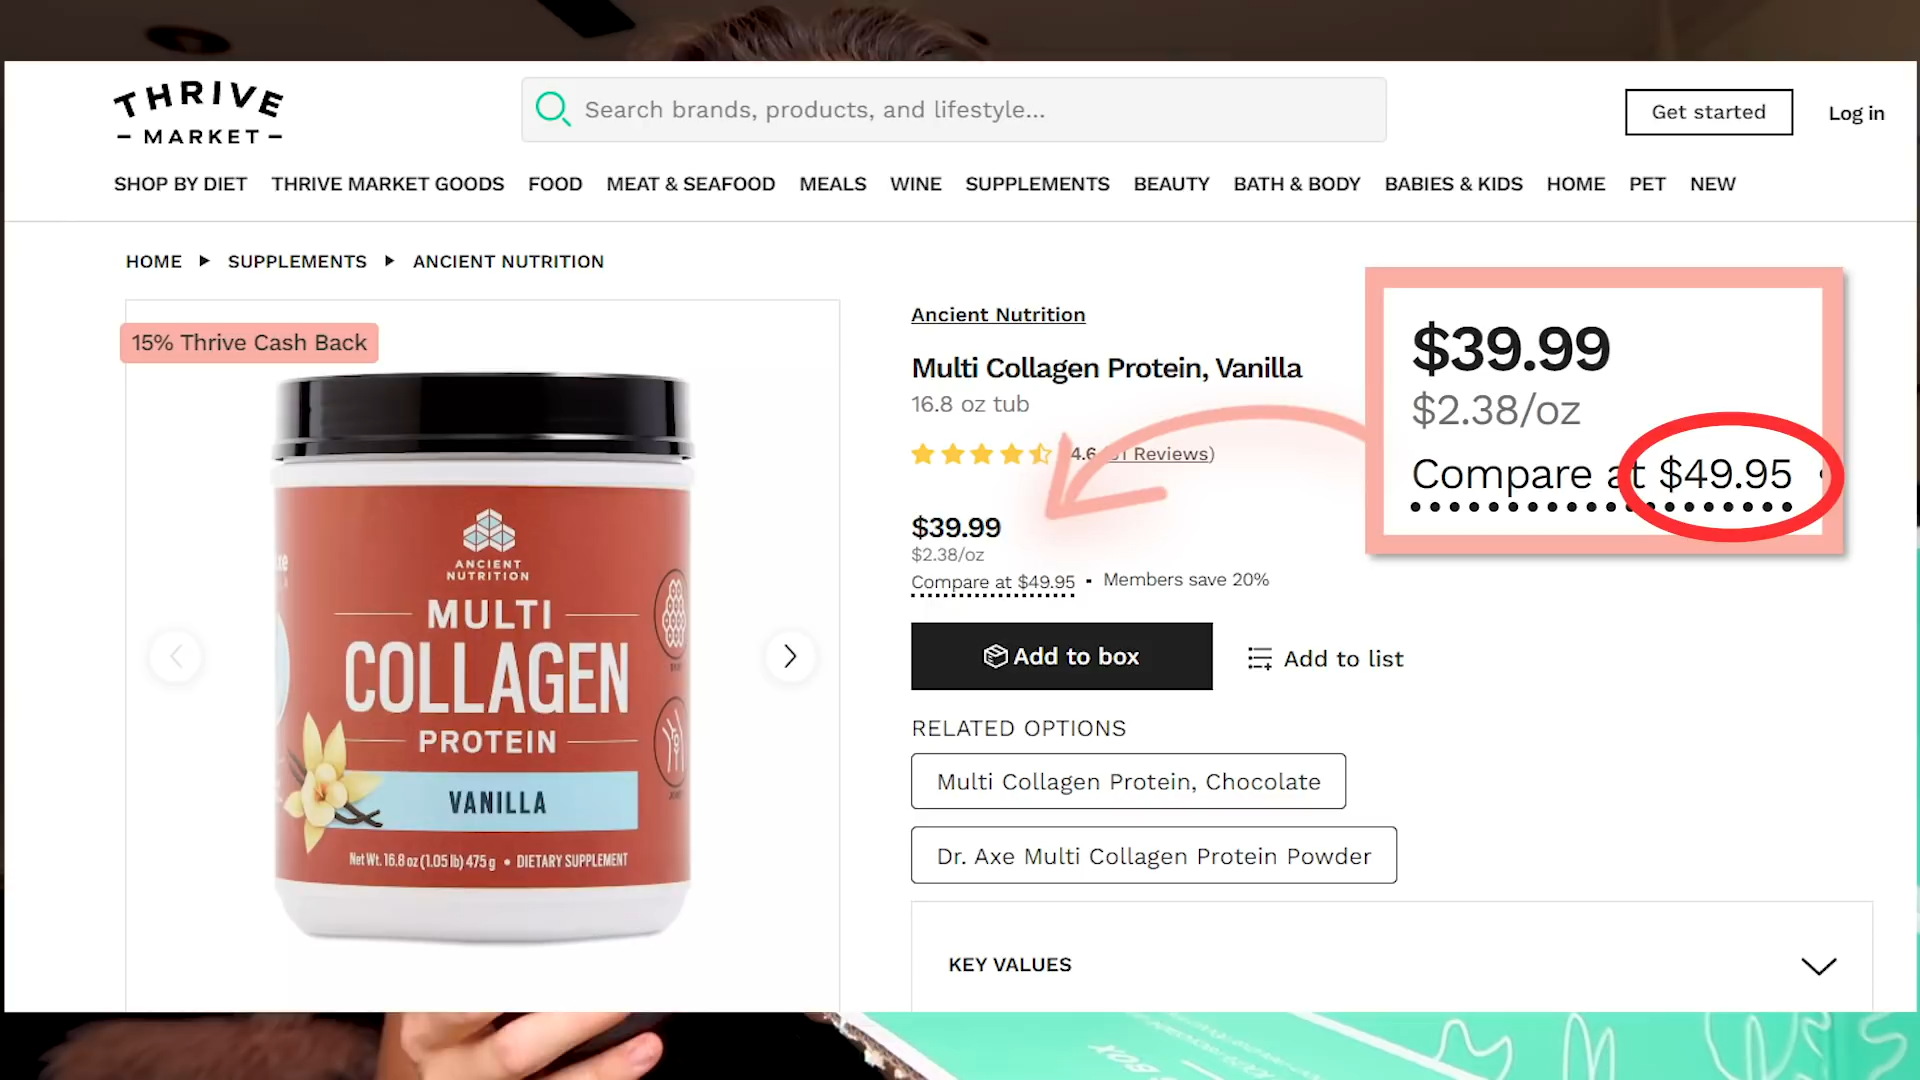 THRIVE
MARKET
Search brands, products, and lifestyle...
Get started
Log in
SHOP BY DIET THRIVE MARKET GOODS FOOD MEAT & SEAFOOD MEALS WINE SUPPLEMENTS BEAUTY BATH & BODY BABIES & KIDS HOME PET NEW
HOME SUPPLEMENTS ANCIENT NUTRITION
15% Thrive Cash Back
ANCIENT
NUTRITION
MULTI
COLLAGEN
PROTEIN
VANILLA
Net Wt. 16.8 oz (1.05 lb) 475 g • DIETARY SUPPLEMENT
Ancient Nutrition
Multi Collagen Protein, Vanilla
16.8 oz tub
4.6 Reviews)
$39.99
$2.38/oz
Compare at $49.95 ▪ Members save 20%
$39.99
$2.38/oz
Compare at $49.95
Add to box
Add to list
RELATED OPTIONS
Multi Collagen Protein, Chocolate
Dr. Axe Multi Collagen Protein Powder
KEY VALUES